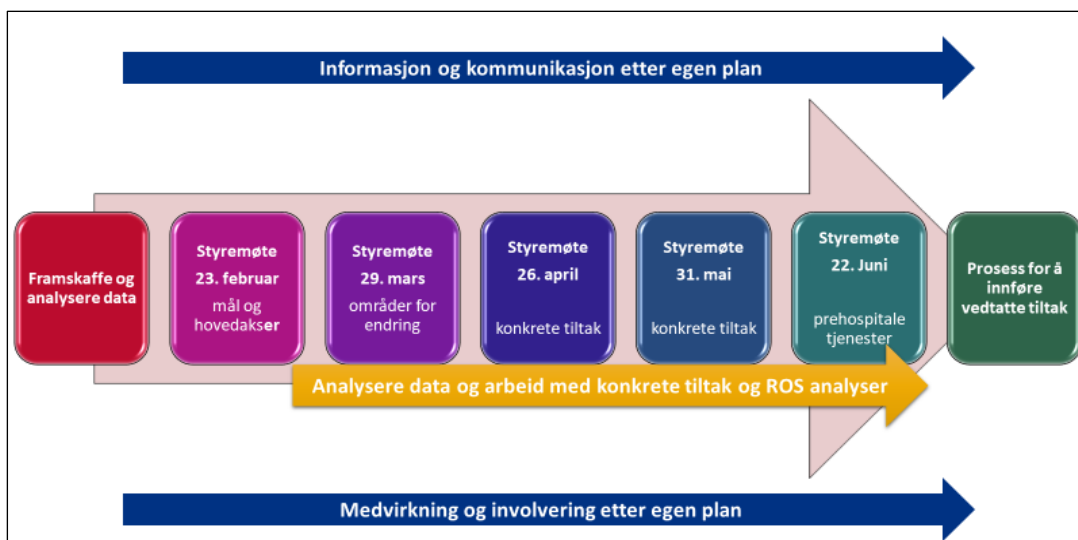 Informasjon og kommunikasjon etter egen plan
Framskaffe og
analysere data
Styremøte
23. februar
mål og
hovedakser
Styremøte
29. mars
områder for
endring
Styremøte
26. april
konkrete tiltak
Styremøte
31. mai
konkrete tiltak
Styremøte
22. Juni
prehospitale
tjenester
Prosess for å
innføre
vedtatte tiltak
Analysere data og arbeid med konkrete tiltak og ROS analyser
Medvirkning og involvering etter egen plan